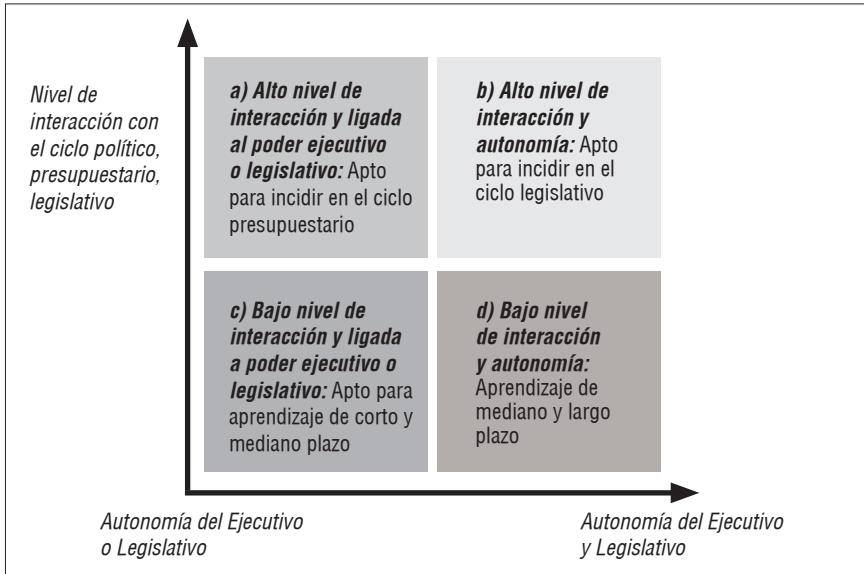 Nivel de
interacción con
el ciclo político,
presupuestario,
legislativo
a) Alto nivel de
interacción y ligada
al poder ejecutivo
o legislativo: Apto
para incidir en el ciclo
presupuestario
b) Alto nivel de
interacción y
autonomía: Apto
para incidir en el
ciclo legislativo
c) Bajo nivel de
interacción y ligada
a poder ejecutivo o
legislativo: Apto para
aprendizaje de corto y
mediano plazo
d) Bajo nivel
de interacción
y autonomía:
Aprendizaje de
mediano y largo
plazo
Autonomía del Ejecutivo
o Legislativo
Autonomía del Ejecutivo
y Legislativo